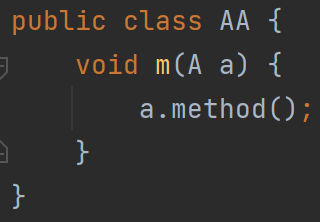 public class AA {
    void m(A a) {
        a.method();
    }
}